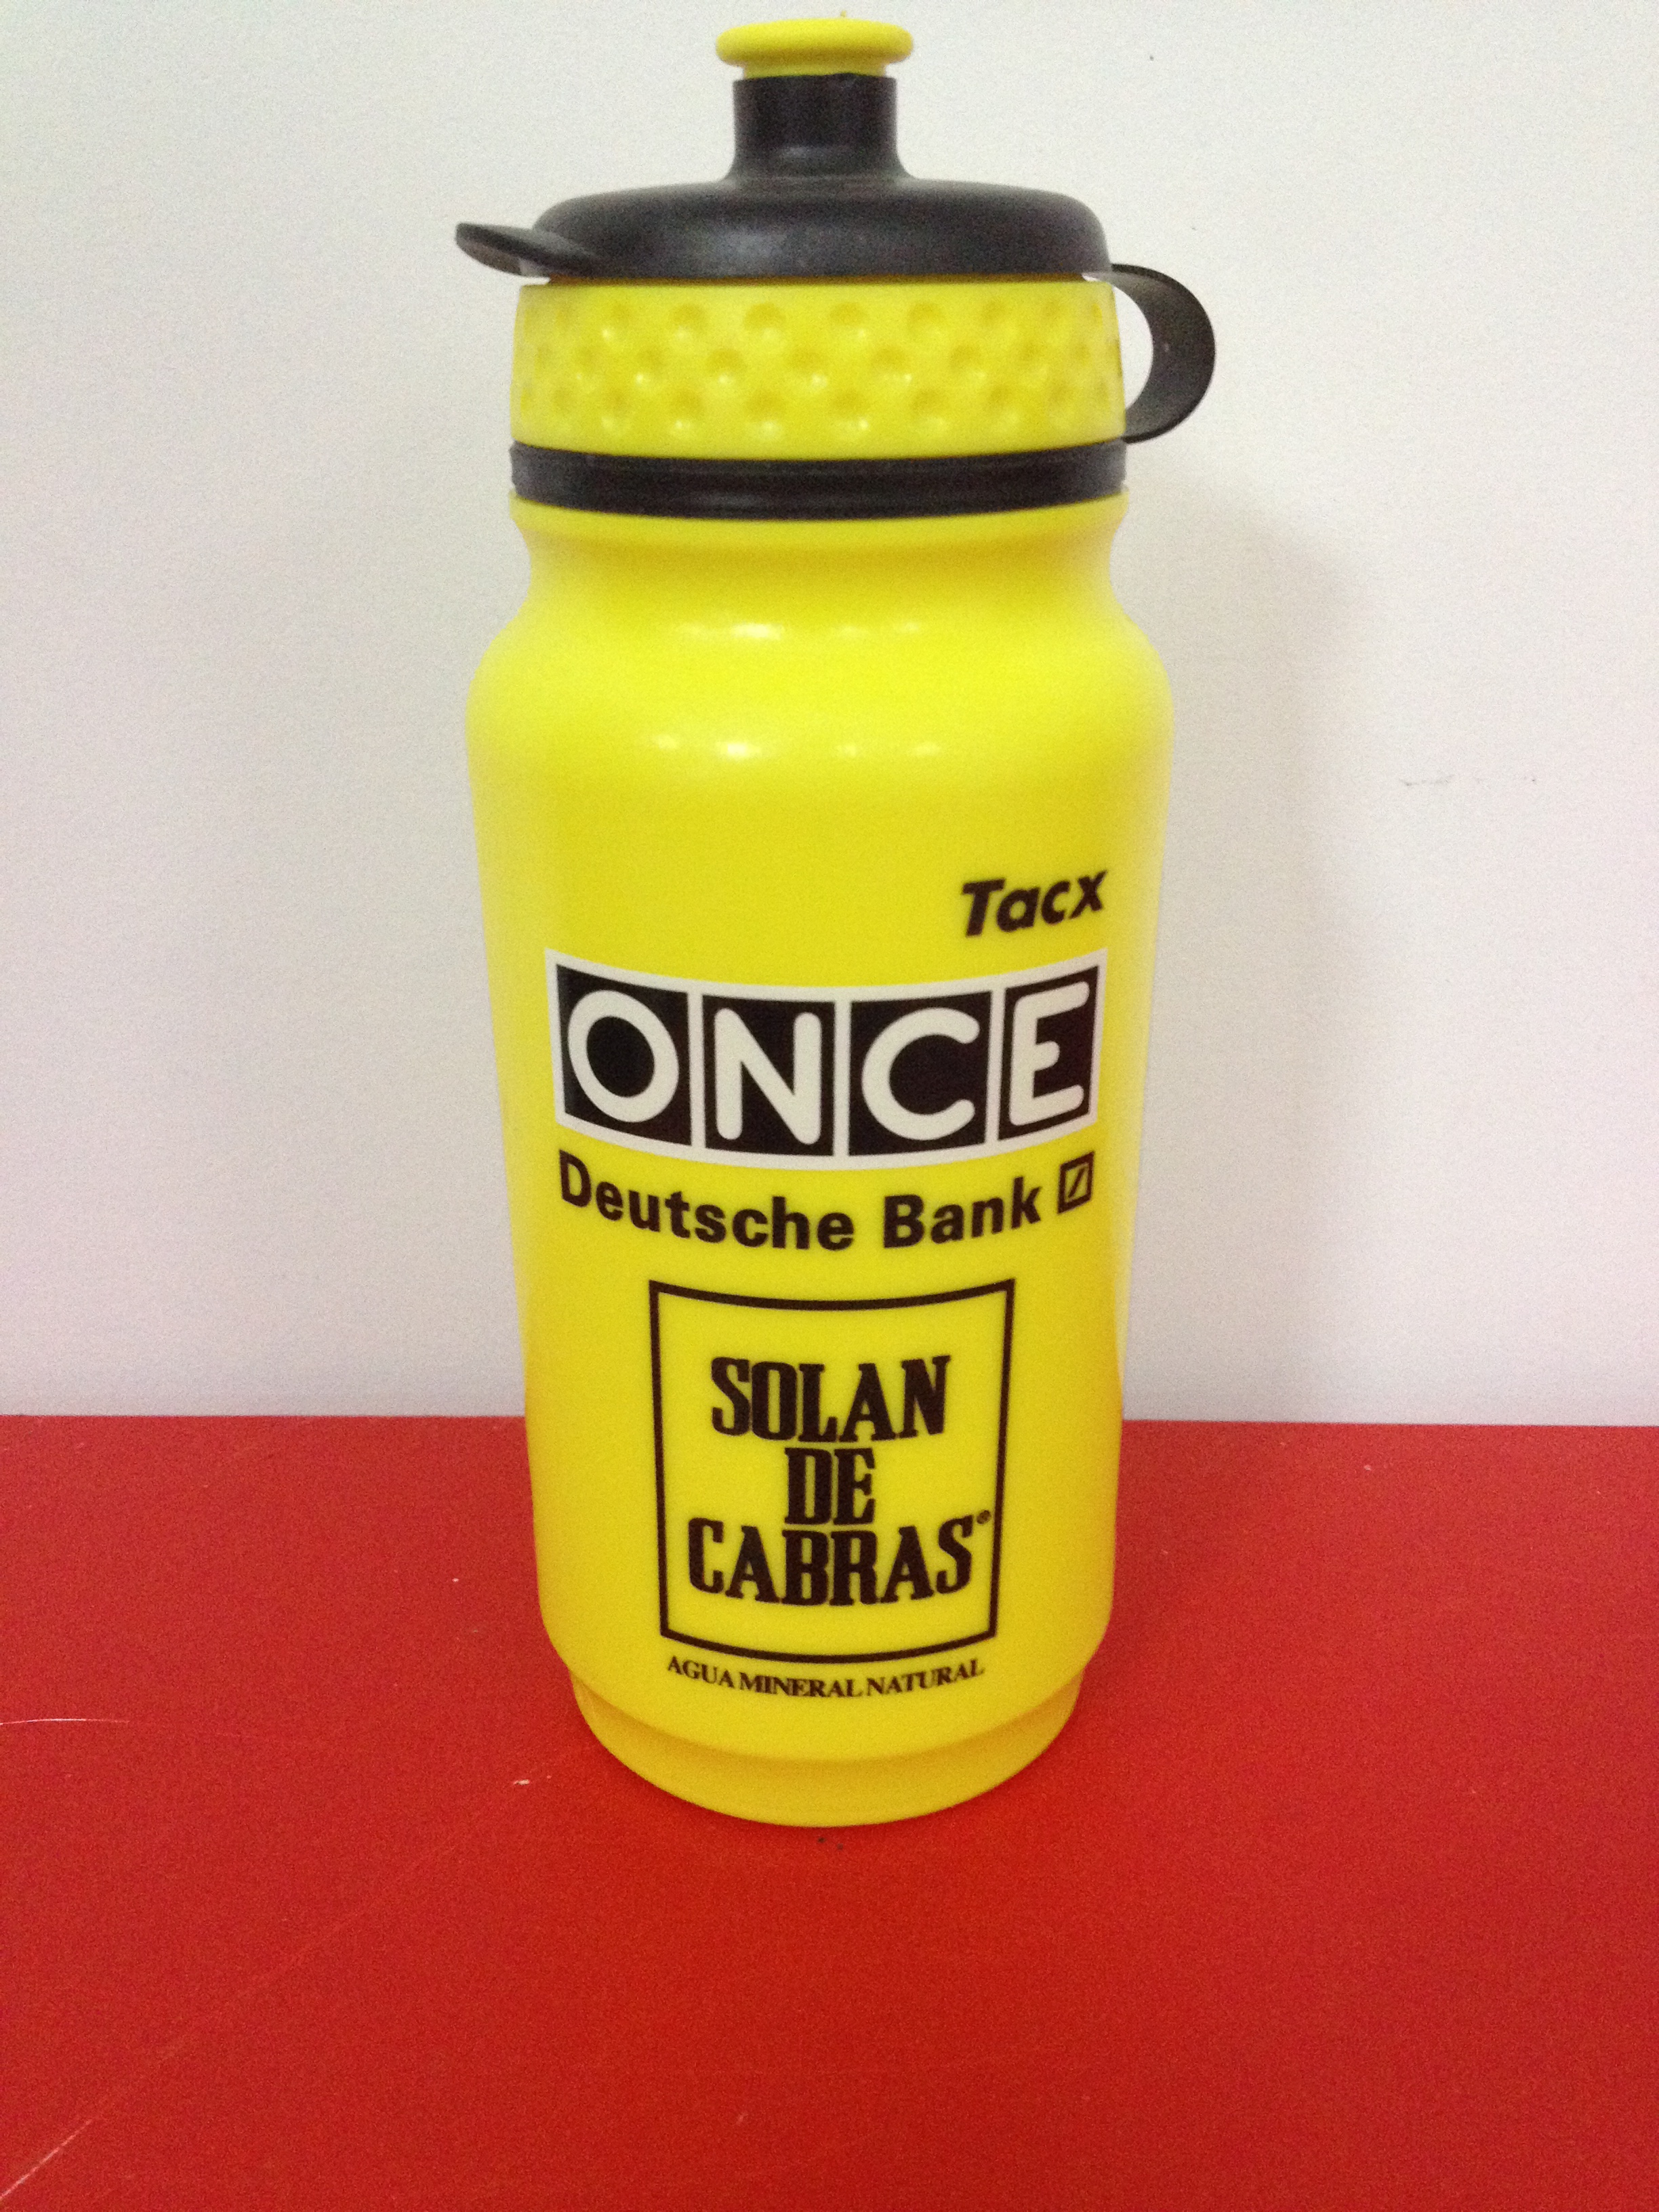 Tacx
ONCE
Deutsche Bank
SOLAN
DE
CABRAS®
AGUA MINERAL NATURAL